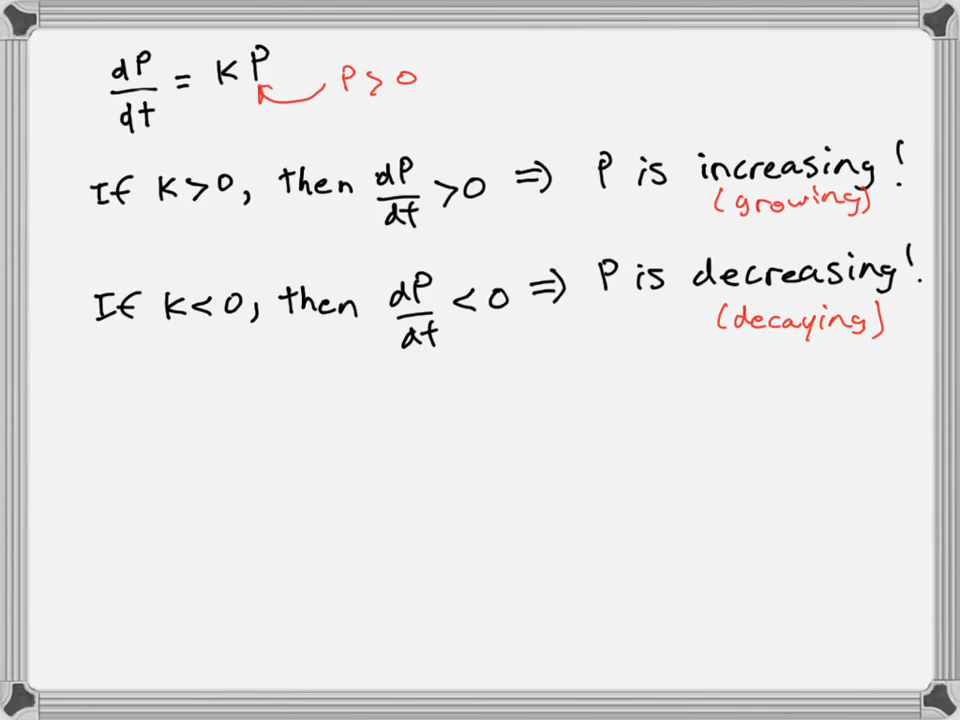 dP/dt = KP P > 0
If K > 0, then dP/dt > 0 ⇒ P is increasing!
(growing)
If K < 0, then dP/dt < 0 ⇒ P is decreasing!
(decaying)